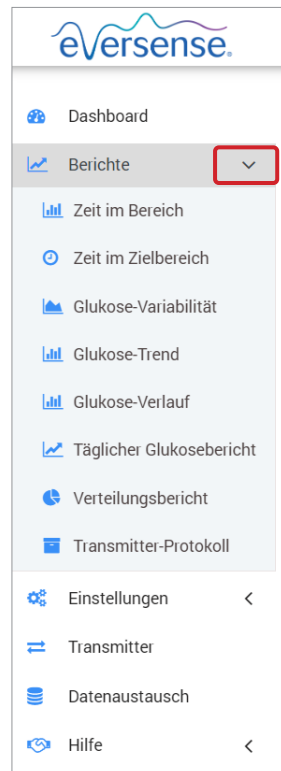 eversense.
Dashboard
Berichte
Zeit im Bereich
Zeit im Zielbereich
Glukose-Variabilität
Glukose-Trend
Glukose-Verlauf
Täglicher Glukosebericht
Verteilungsbericht
Transmitter-Protokoll
Einstellungen
Transmitter
Datenaustausch
Hilfe